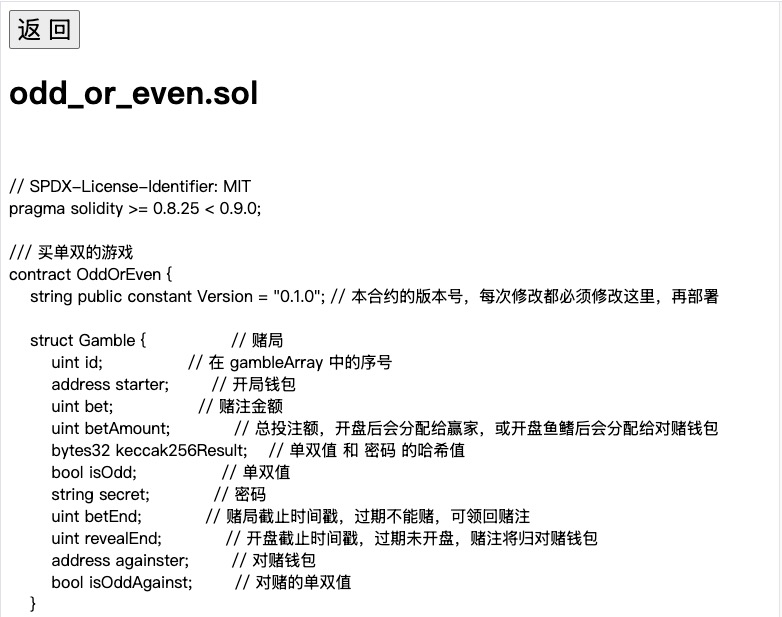 返 回
odd_or_even.sol
// SPDX-License-Identifier: MIT
pragma solidity >= 0.8.25 < 0.9.0;
/// 买单双的游戏
contract OddOrEven {
string public constant Version = "0.1.0"; // 本合约的版本号，每次修改都必须修改这里，再部署
struct Gamble { // 赌局
uint id; // 在 gambleArray 中的序号
address starter; // 开局钱包
uint bet; // 赌注金额
uint betAmount; // 总投注额，开盘后会分配给赢家，或开盘鱼鳍后会分配给对赌钱包
bytes32 keccak256Result; // 单双值 和 密码 的哈希值
bool isOdd; // 单双值
string secret; // 密码
uint betEnd; // 赌局截止时间戳，过期不能赌，可领回赌注
uint revealEnd; // 开盘截止时间戳，过期未开盘，赌注将归对赌钱包
address againster; // 对赌钱包
bool isOddAgainst; // 对赌的单双值
}